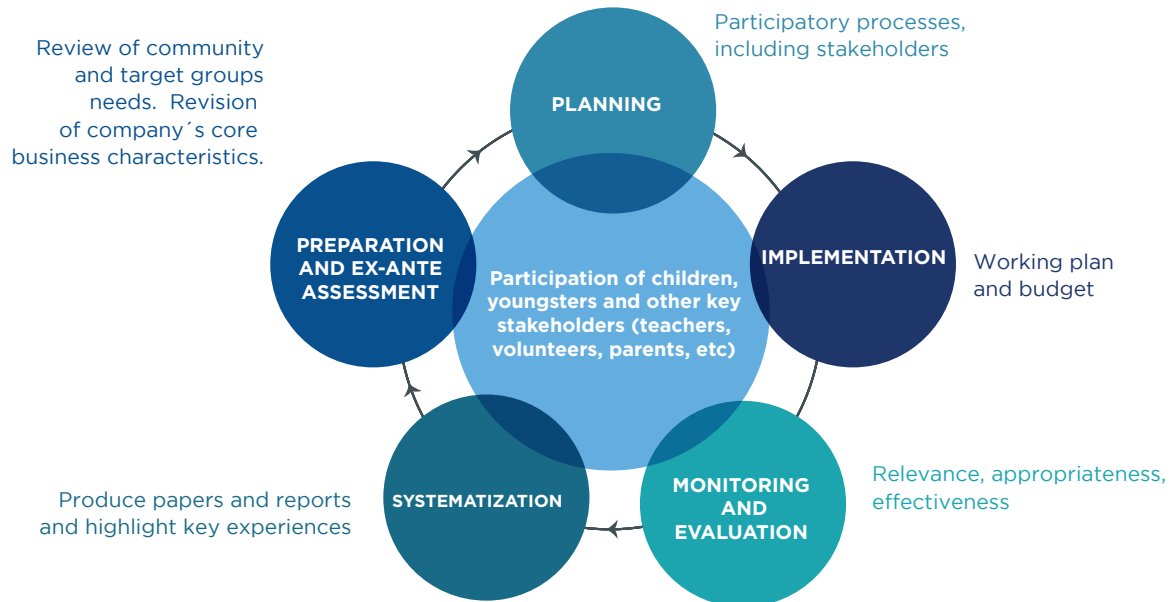 Review of community
and target groups
needs. Revision
of company´s core
business characteristics.
PLANNING
Participatory processes,
including stakeholders
PREPARATION
AND EX-ANTE
ASSESSMENT
Participation of children,
youngsters and other key
stakeholders (teachers,
volunteers, parents, etc)
IMPLEMENTATION
Working plan
and budget
Produce papers and reports
and highlight key experiences
SYSTEMATIZATION
MONITORING
AND
EVALUATION
Relevance, appropriateness,
effectiveness